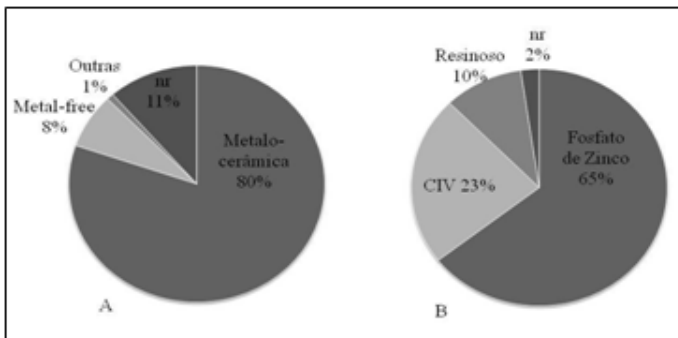 Outras
1%
nr
11%
Metal-free
8%
Metalo-
cerâmica
80%
A
nr
2%
Resinoso
10%
Fosfato
de Zinco
65%
CIV 23%
B